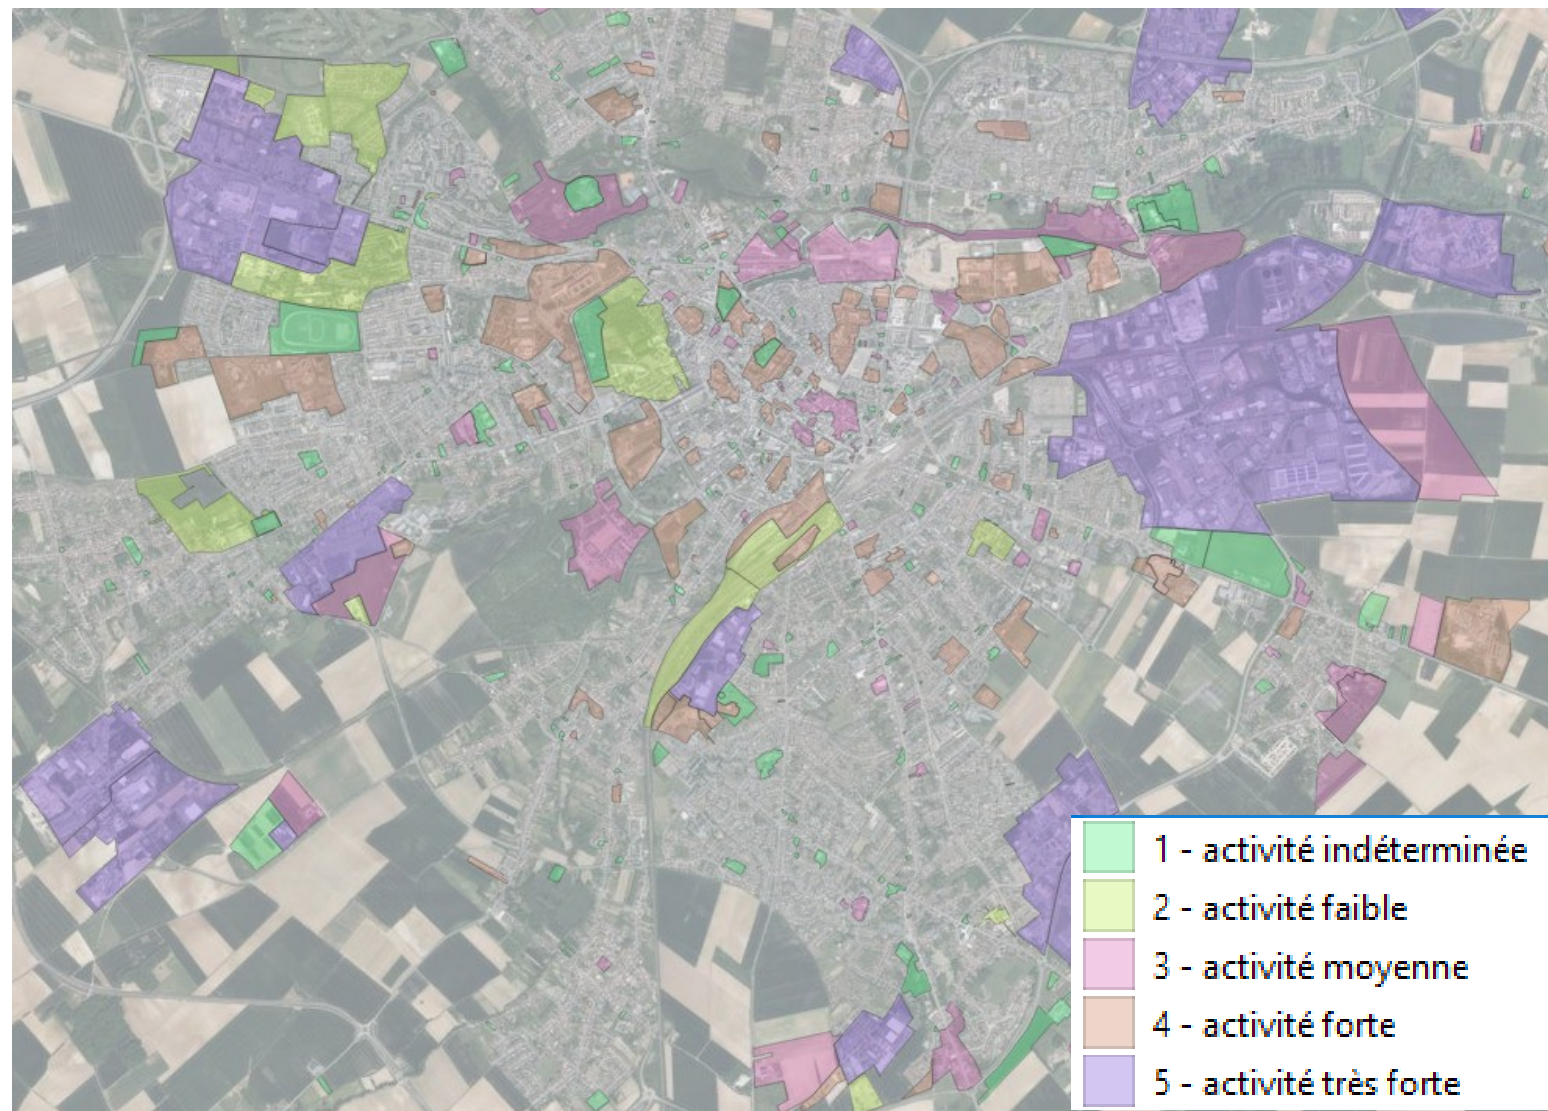 1 - activité indéterminée
2 - activité faible
3 - activité moyenne
4 - activité forte
5 - activité très forte